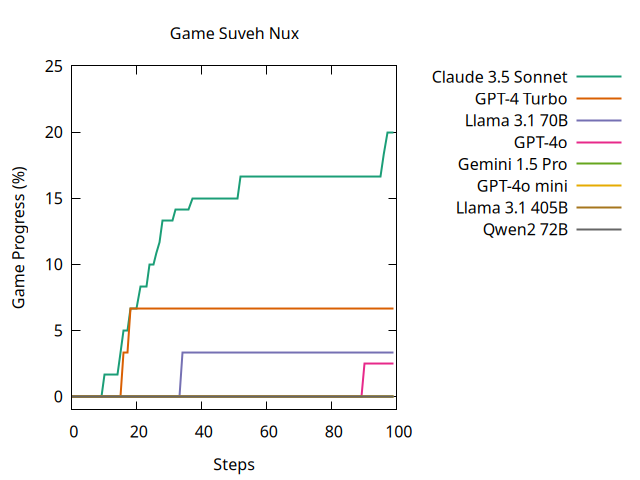 Game Suveh Nux
Game Progress (%)
25
20
15
10
5
0
0 20 40 60 80 100
Steps
Claude 3.5 Sonnet
GPT-4 Turbo
Llama 3.1 70B
GPT-4o
Gemini 1.5 Pro
GPT-4o mini
Llama 3.1 405B
Qwen2 72B